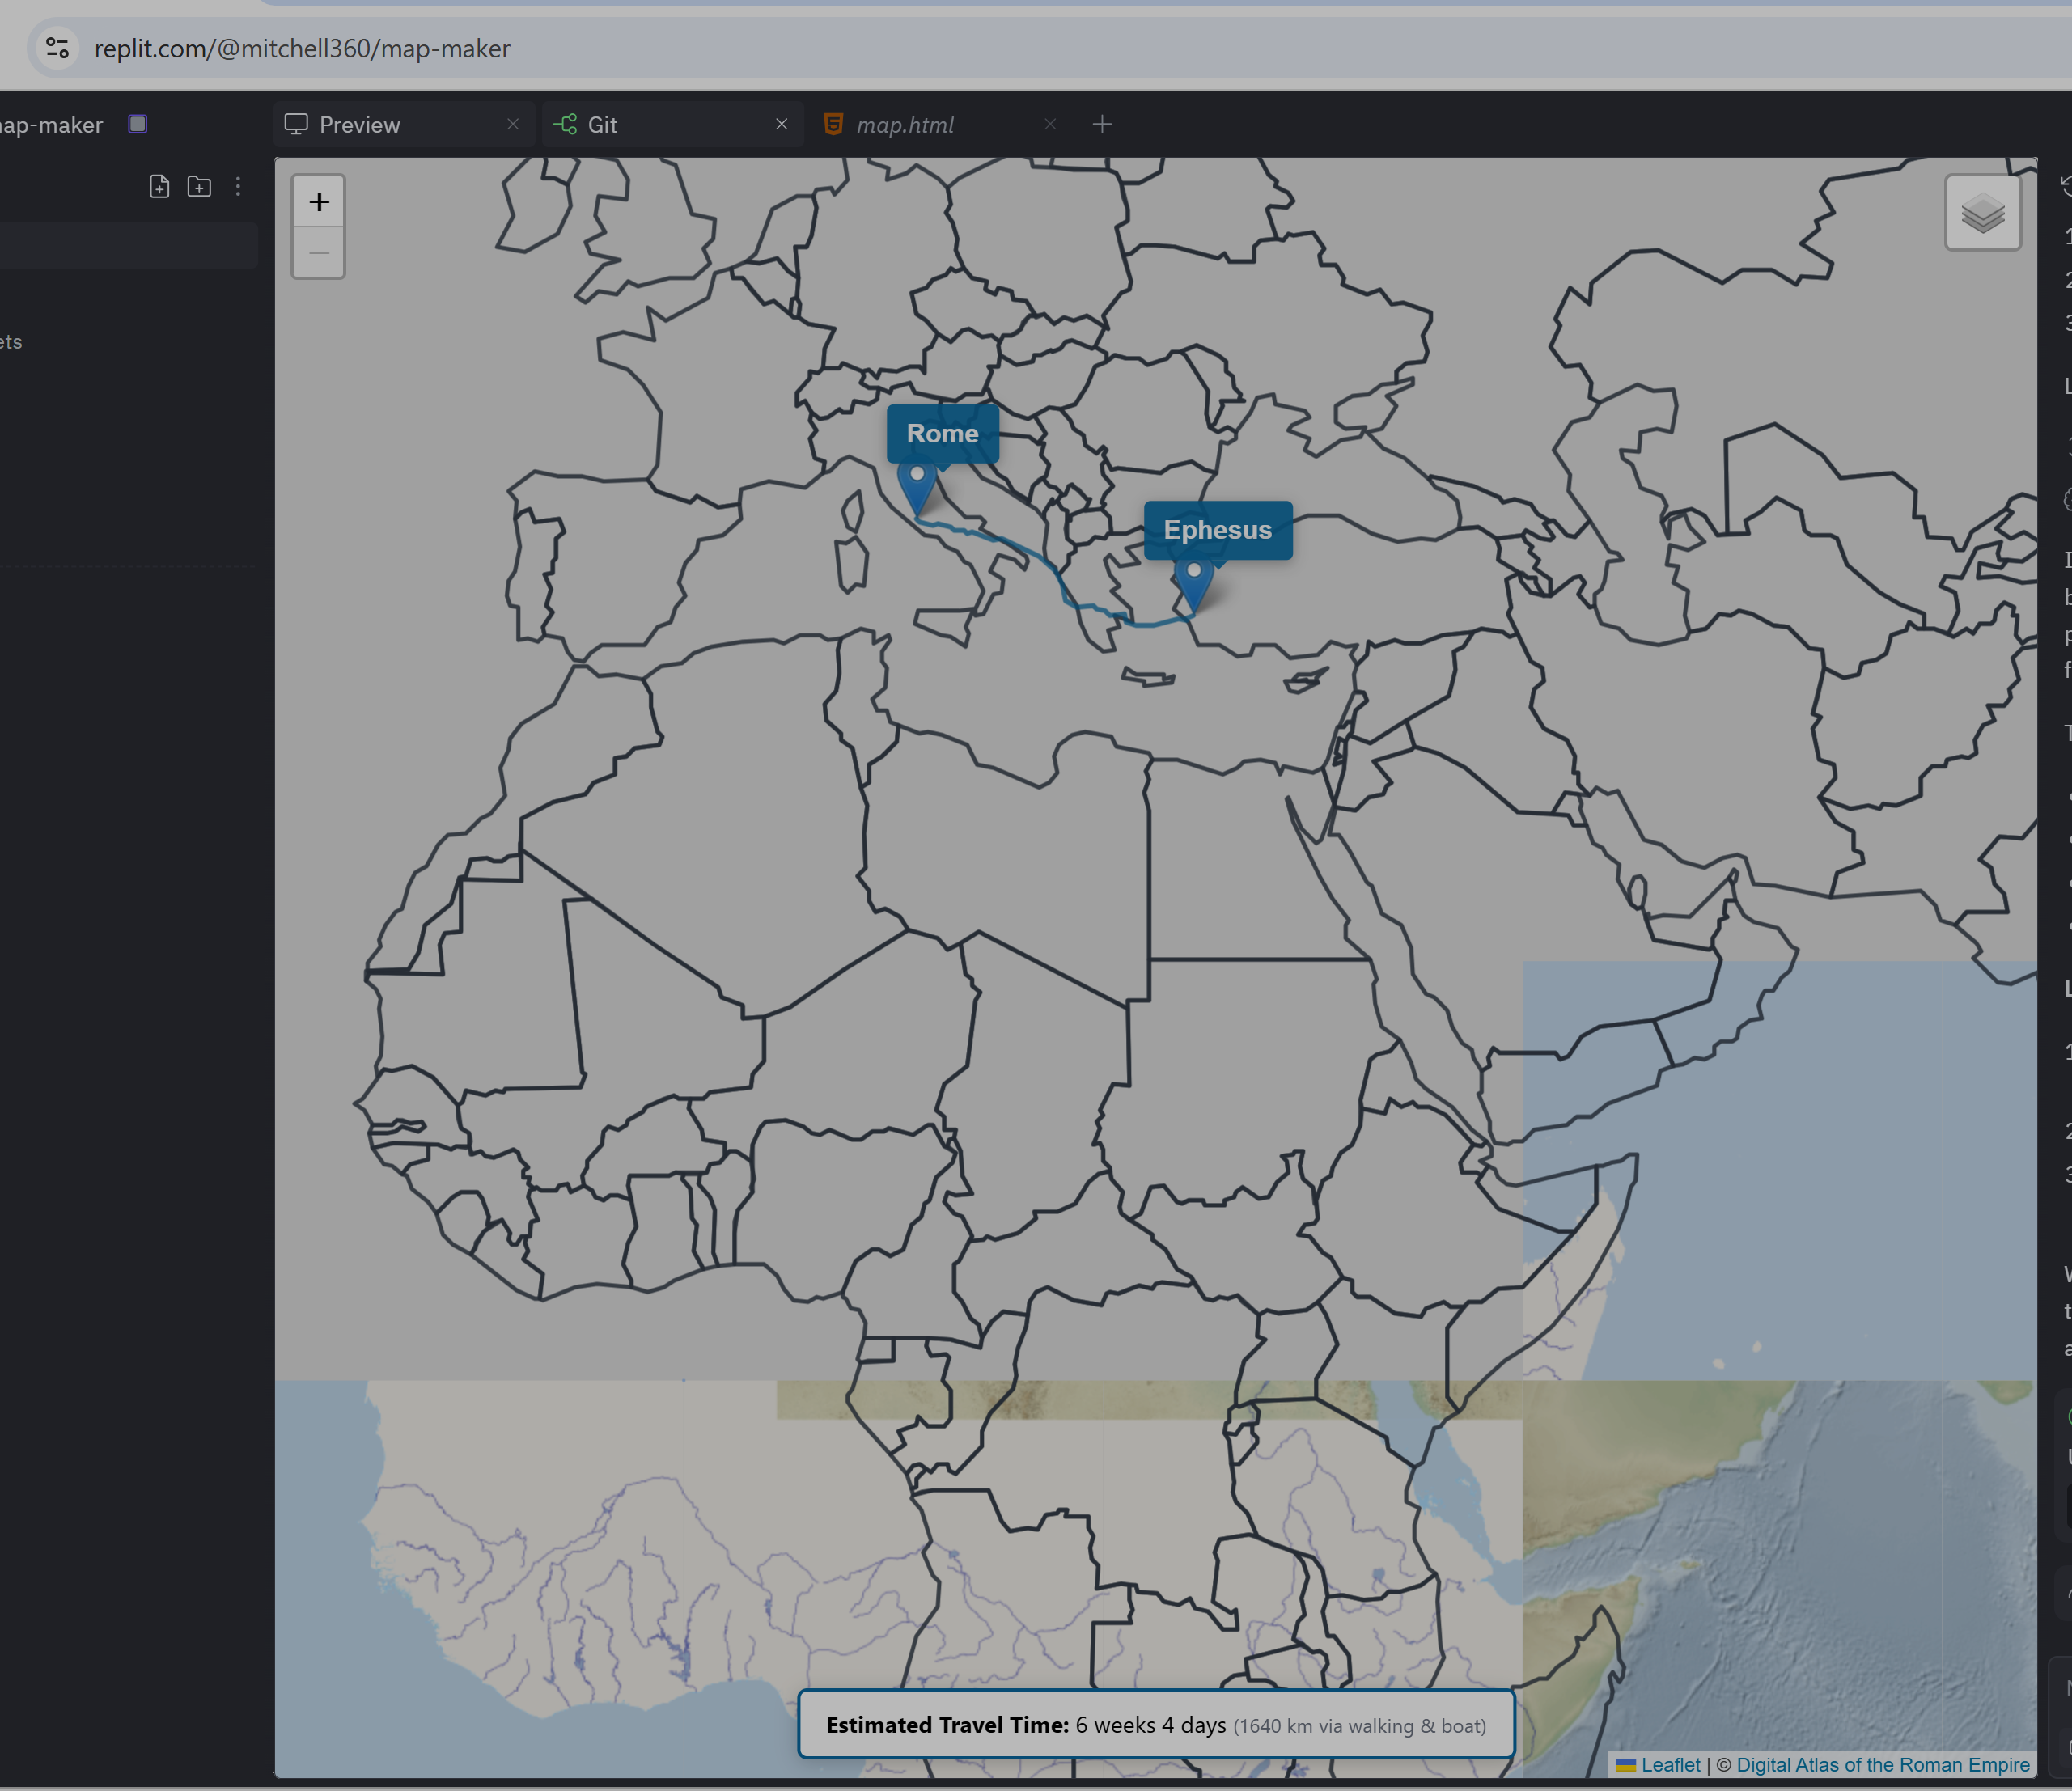 replit.com/@mitchell360/map-maker
ap-maker
Preview
Git
map.html
ets
+
−
Rome
Ephesus
Estimated Travel Time: 6 weeks 4 days (1640 km via walking & boat)
Leaflet | © Digital Atlas of the Roman Empire